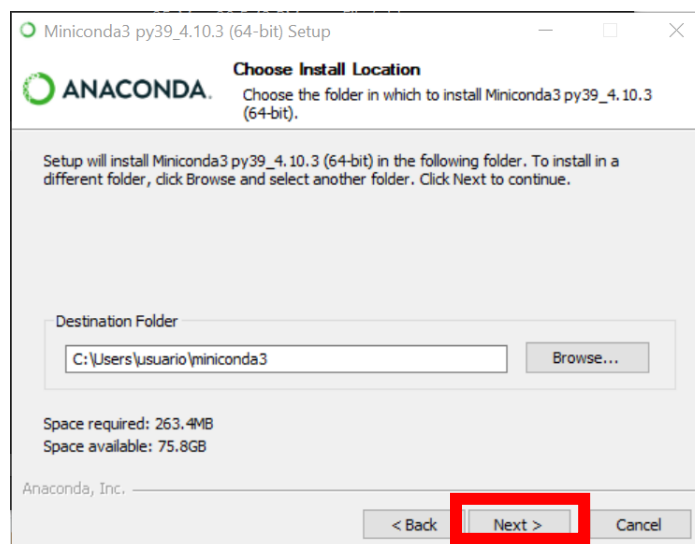 Miniconda3 py39_4.10.3 (64-bit) Setup
ANACONDA.
Choose Install Location
Choose the folder in which to install Miniconda3 py39_4.10.3
(64-bit).
Setup will install Miniconda3 py39_4.10.3 (64-bit) in the following folder. To install in a
different folder, click Browse and select another folder. Click Next to continue.
Destination Folder
C:\Users\usuario\miniconda3
Browse...
Space required: 263.4MB
Space available: 75.8GB
Anaconda, Inc.
< Back
Next >
Cancel